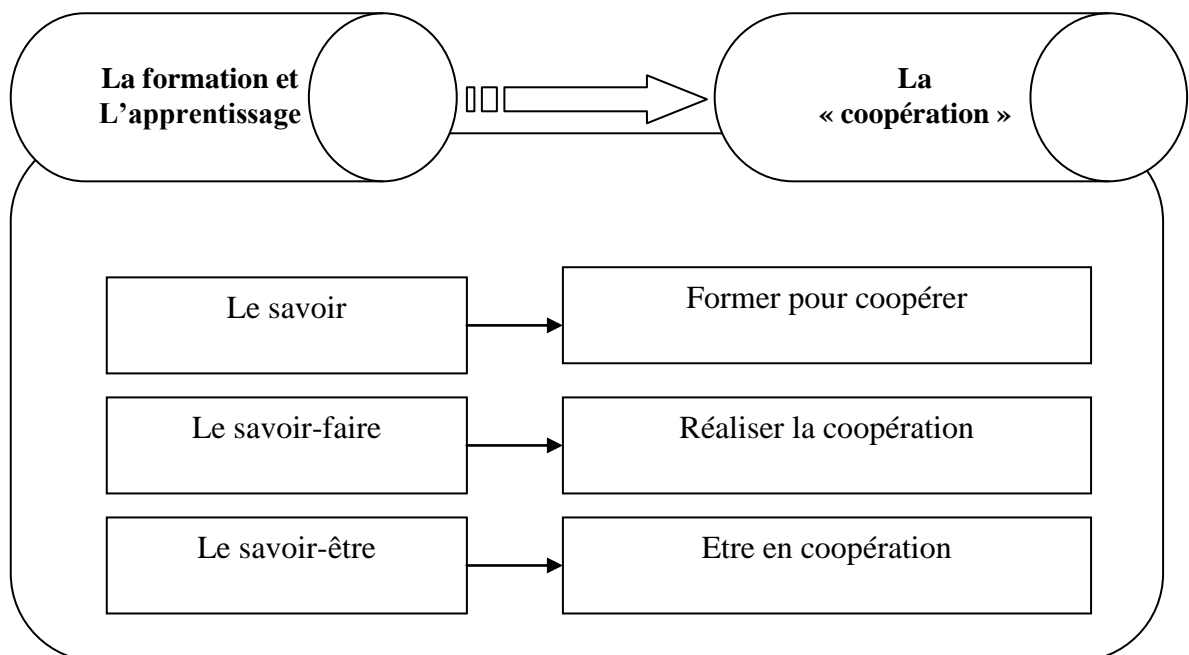 La formation et
L’apprentissage
La
« coopération »
Le savoir
Former pour coopérer
Le savoir-faire
Réaliser la coopération
Le savoir-être
Etre en coopération